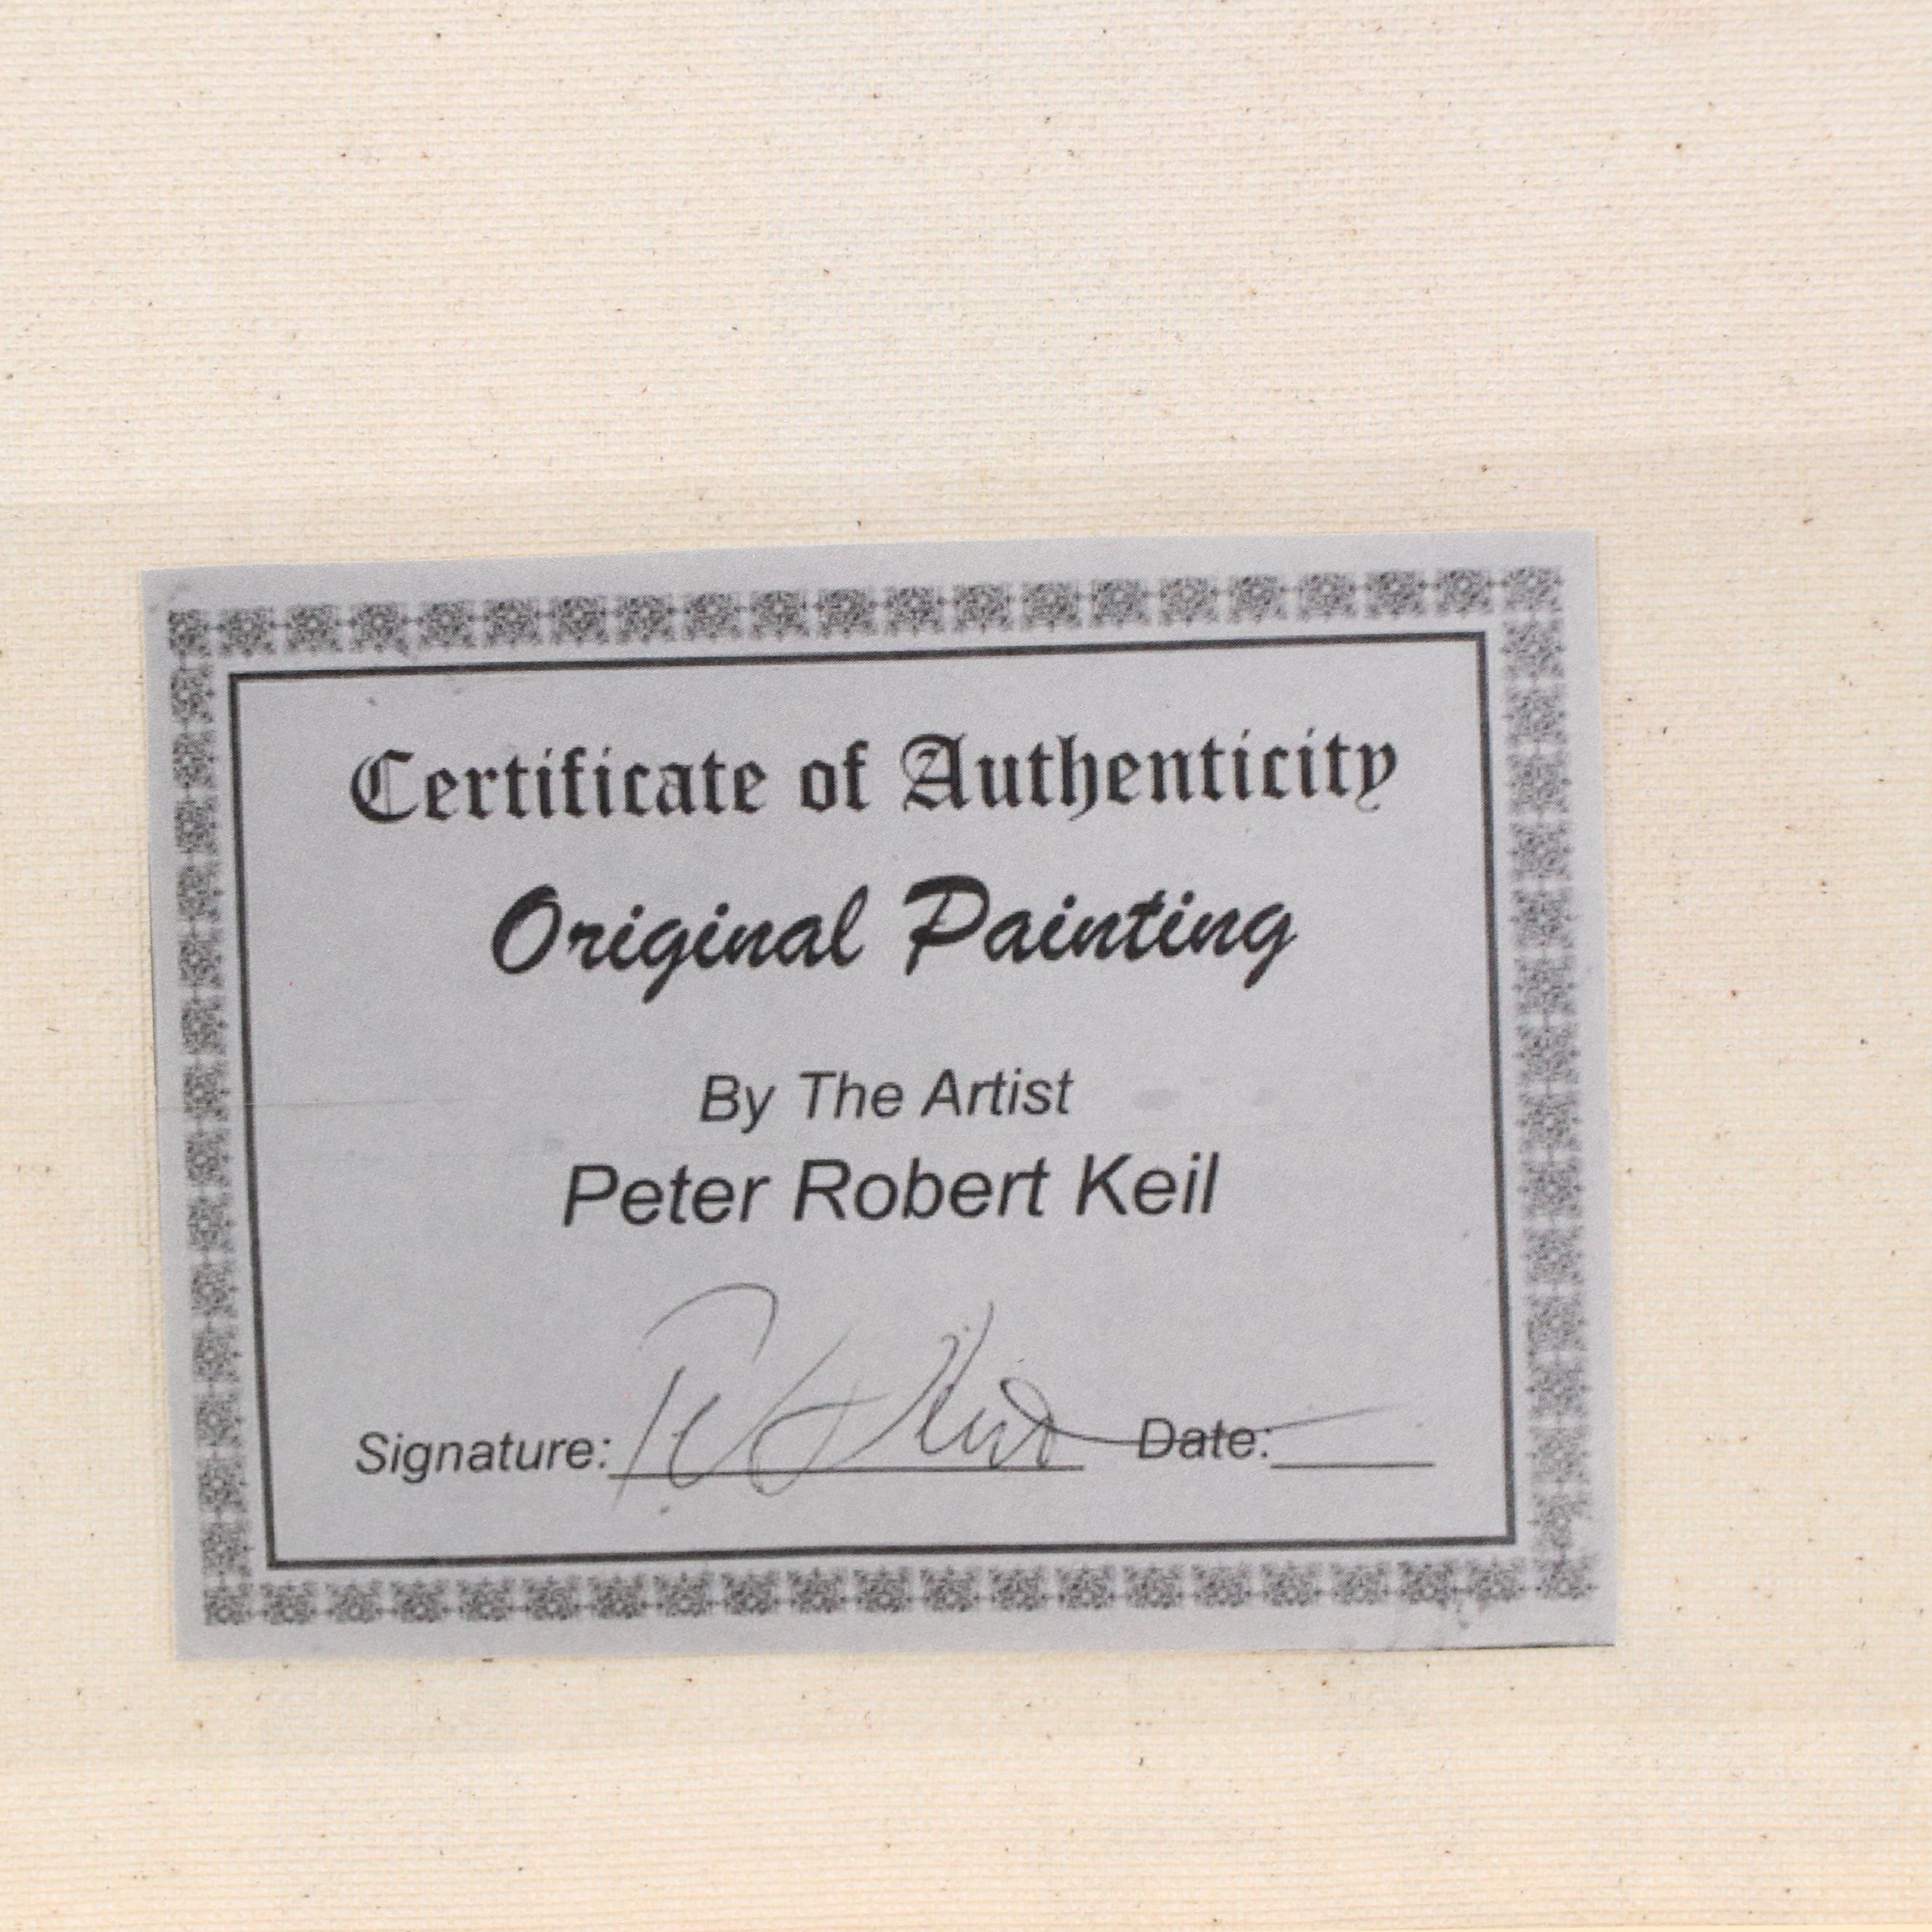 Certificate of Authenticity
Original Painting
By The Artist
Peter Robert Keil
Signature: Date: